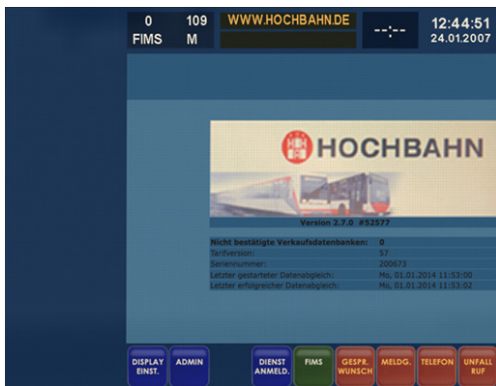 0 109 WWW.HOCHBAHN.DE --:-- 12:44:51
FIMS M 24.01.2007
HOCHBAHN
Version 2.7.0 #52577
Nicht bestätigte Verkaufsdatenbanken: 0
Tarifversion: 57
Seriennummer: 200673
Letzter gestarteter Datenabgleich: Mo, 01.01.2014 11:53:00
Letzter erfolgreicher Datenabgleich: Mo, 01.01.2014 11:53:02
DISPLAY ADMIN DIENST FIMS GESPR. MELDG. TELEFON UNFALL
EINST. ANMELD. WUNSCH RUF